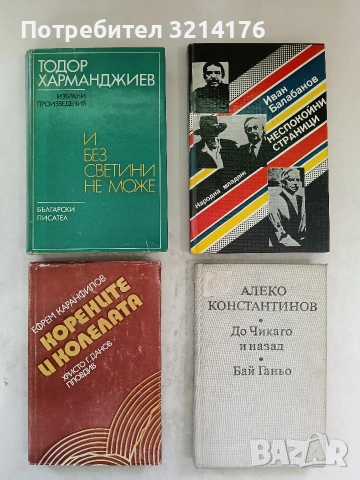 Телефон: 3214176
ТОДОР
ХАРМАНДЖИЕВ
ИЗБРАНИ
ПРОИЗВЕДЕНИЯ
И
БЕЗ
СВЕТИНИ
НЕ МОЖЕ
БЪЛГАРСКИ
ПИСАТЕЛ
Иван
Балабанов
НЕСПОКОЙНИ
СТРАНИЦИ
народна младеж
ЕФРЕМ КАРАНФИЛОВ
КОРЕНИТЕ
И КОЛЕЛАТА
ХРИСТО Г. ДАНОВ
ПЛОВДИВ
АЛЕКО
КОНСТАНТИНОВ
До Чикаго
и назад
Бай Ганьо
BAZAR